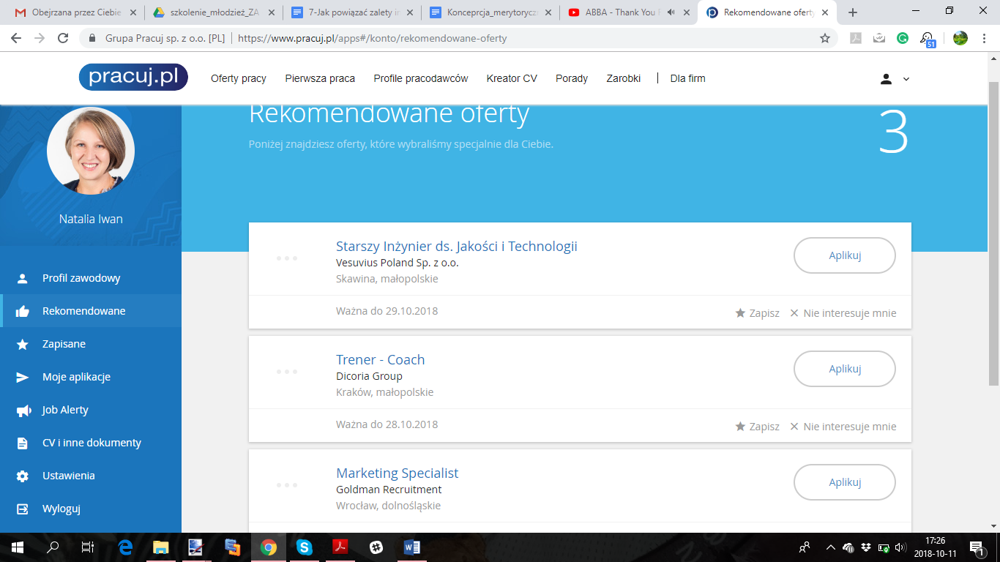 Obejrzana przez Ciebie
szkolenie_młodzież_ZA
7-Jak powiązać zalety in
Konceprcja_merytorycz
ABBA - Thank You F
Rekomendowane oferty
Grupa Pracuj sp. z o.o. [PL]
https://www.pracuj.pl/apps#/konto/rekomendowane-oferty
51
pracuj.pl
Oferty pracy
Pierwsza praca
Profile pracodawców
Kreator CV
Porady
Zarobki
Dla firm
Natalia Iwan
Profil zawodowy
Rekomendowane
Zapisane
Moje aplikacje
Job Alerty
CV i inne dokumenty
Ustawienia
Wyloguj
Rekomendowane oferty
3
Poniżej znajdziesz oferty, które wybraliśmy specjalnie dla Ciebie.
Starszy Inżynier ds. Jakości i Technologii
Vesuvius Poland Sp. z o.o.
Skawina, małopolskie
Aplikuj
Ważna do 29.10.2018
Zapisz
Nie interesuje mnie
Trener - Coach
Dicoria Group
Kraków, małopolskie
Aplikuj
Ważna do 28.10.2018
Zapisz
Nie interesuje mnie
Marketing Specialist
Goldman Recruitment
Wrocław, dolnośląskie
Aplikuj
17:26
2018-10-11
1